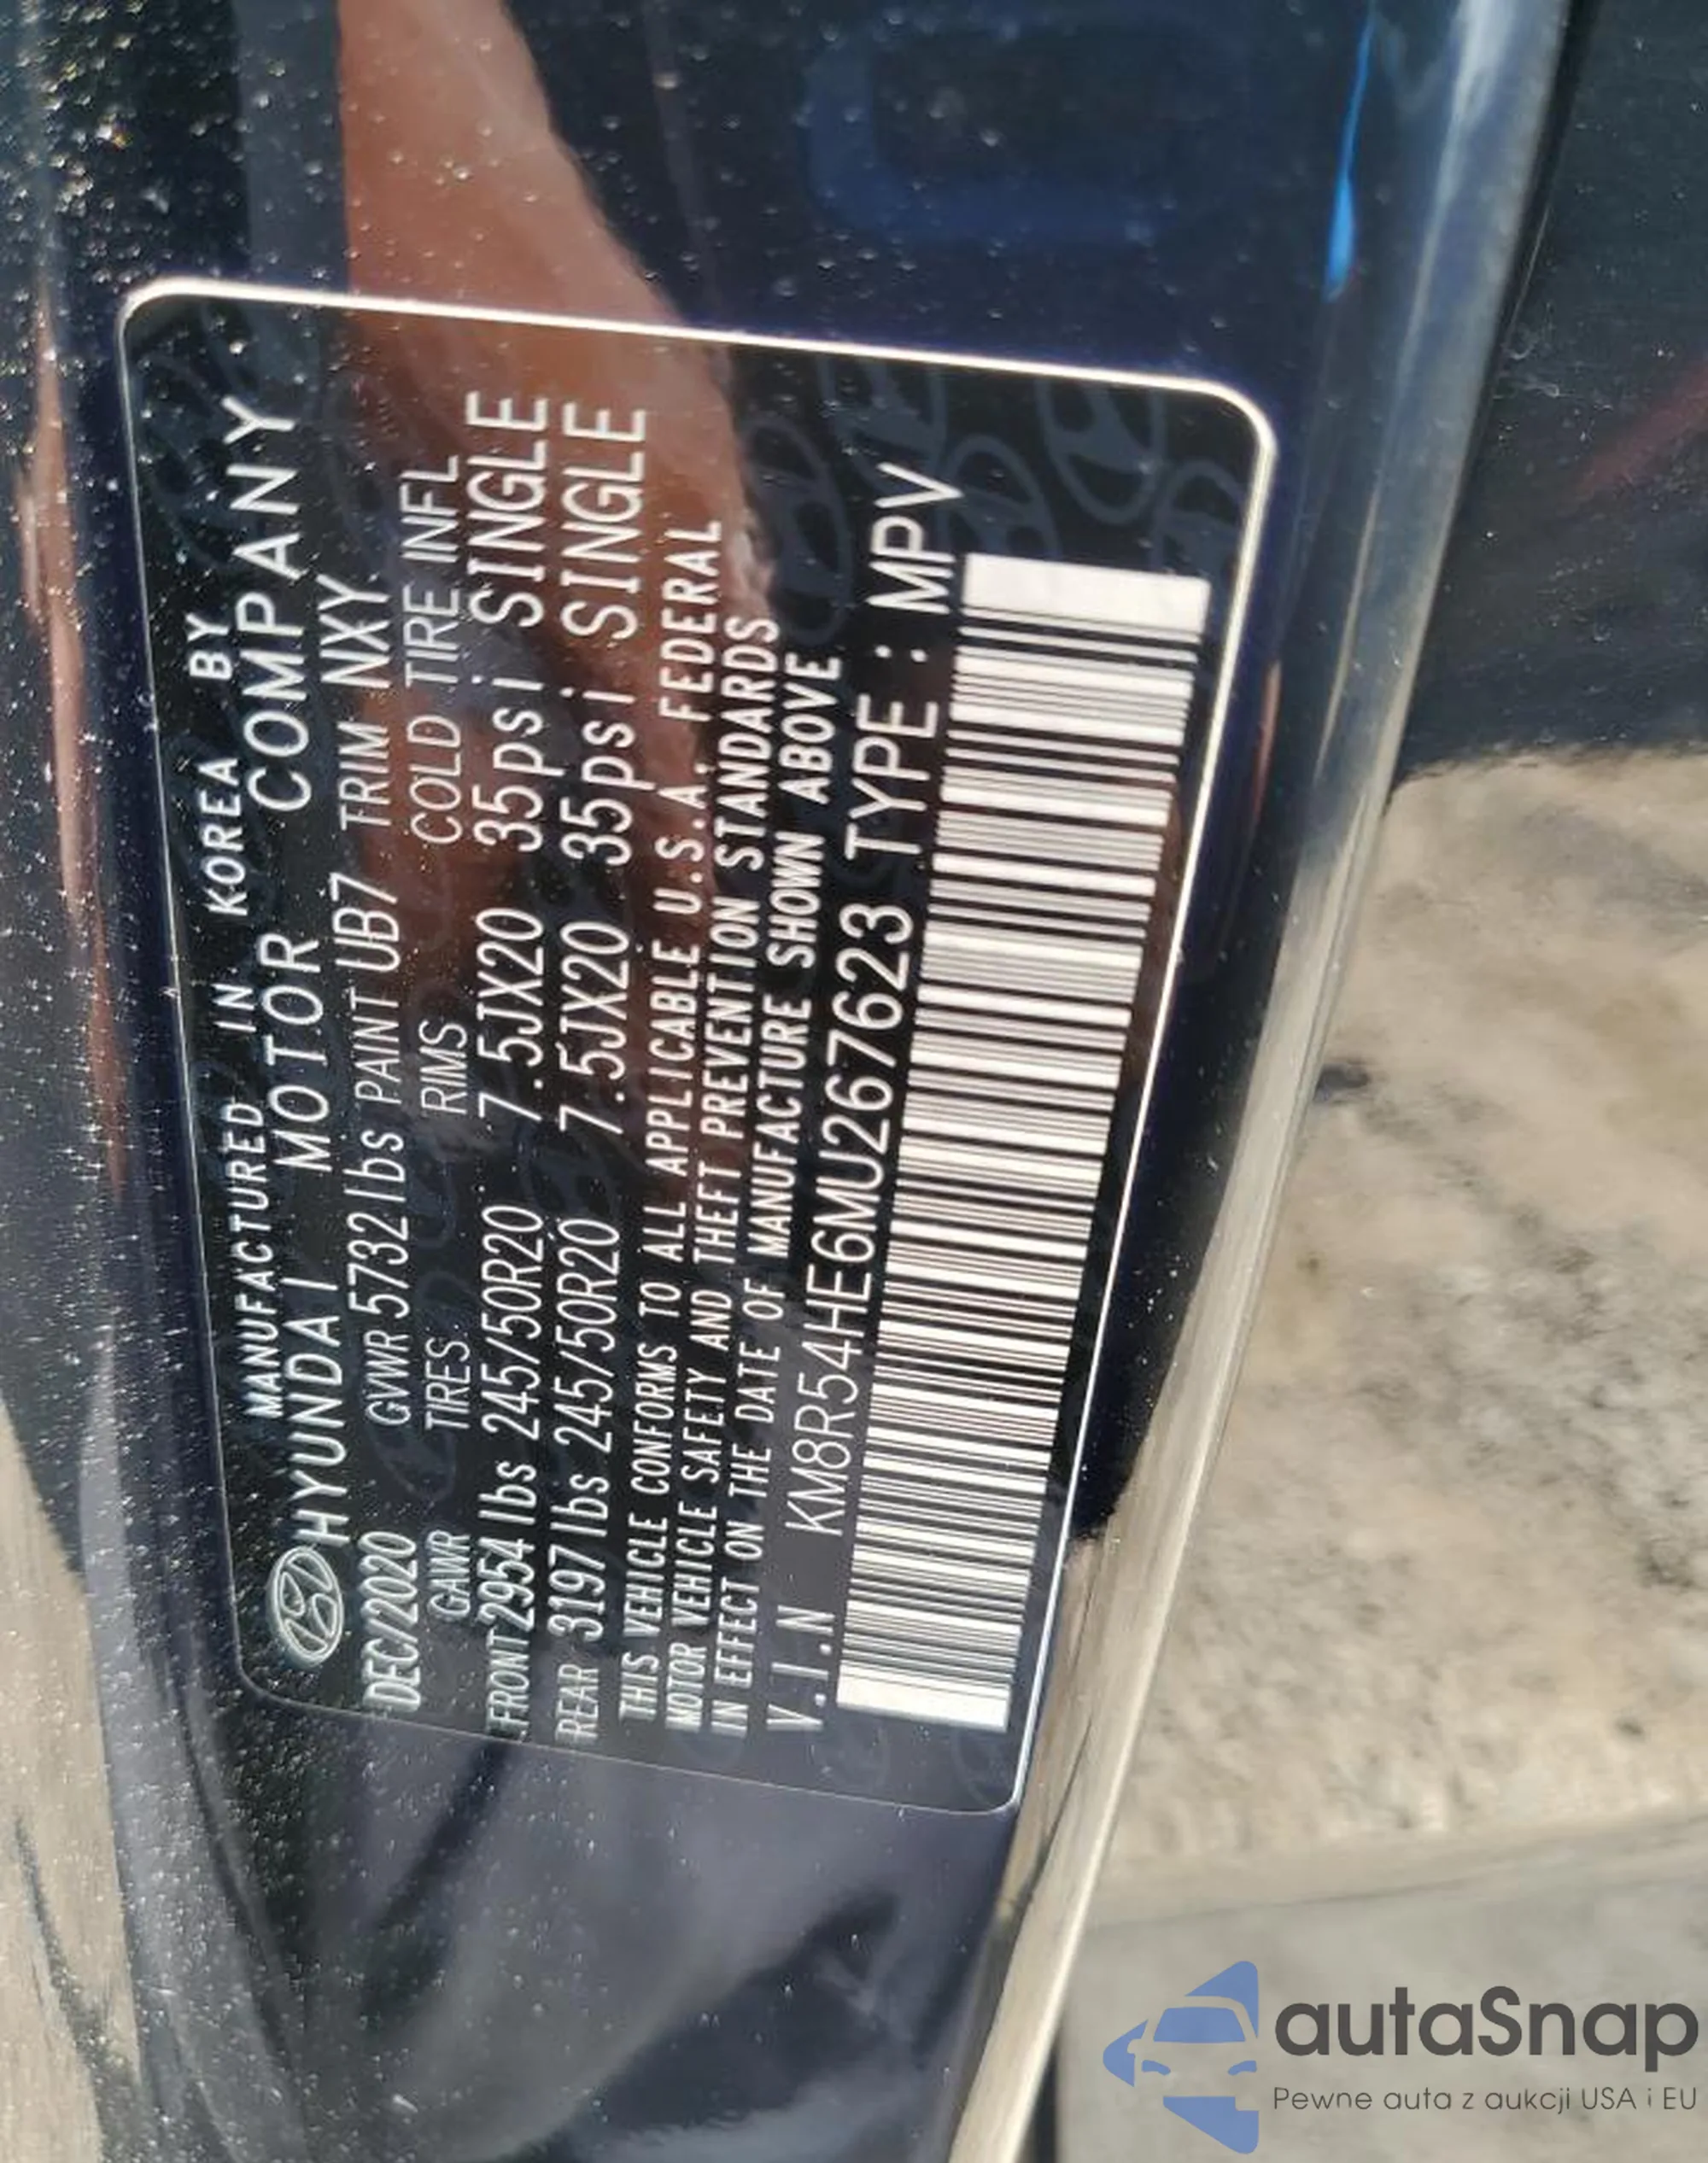 MANUFACTURED IN KOREA BY
HYUNDAI MOTOR COMPANY
DEC/2020 GVWR 5732 lbs PAINT UB7 TRIM NXY
GAWR TIRES RIMS COLD TIRE INFL
FRONT 2954 lbs 245/50R20 7.5JX20 35psi SINGLE
REAR 3197 lbs 245/50R20 7.5JX20 35psi SINGLE
THIS VEHICLE CONFORMS TO ALL APPLICABLE U.S.A. FEDERAL
MOTOR VEHICLE SAFETY AND THEFT PREVENTION STANDARDS
IN EFFECT ON THE DATE OF MANUFACTURE SHOWN ABOVE
V.I.N KM8R54HE6MU267623 TYPE : MPV
autaSnap
Pewne auta z aukcji USA i EU